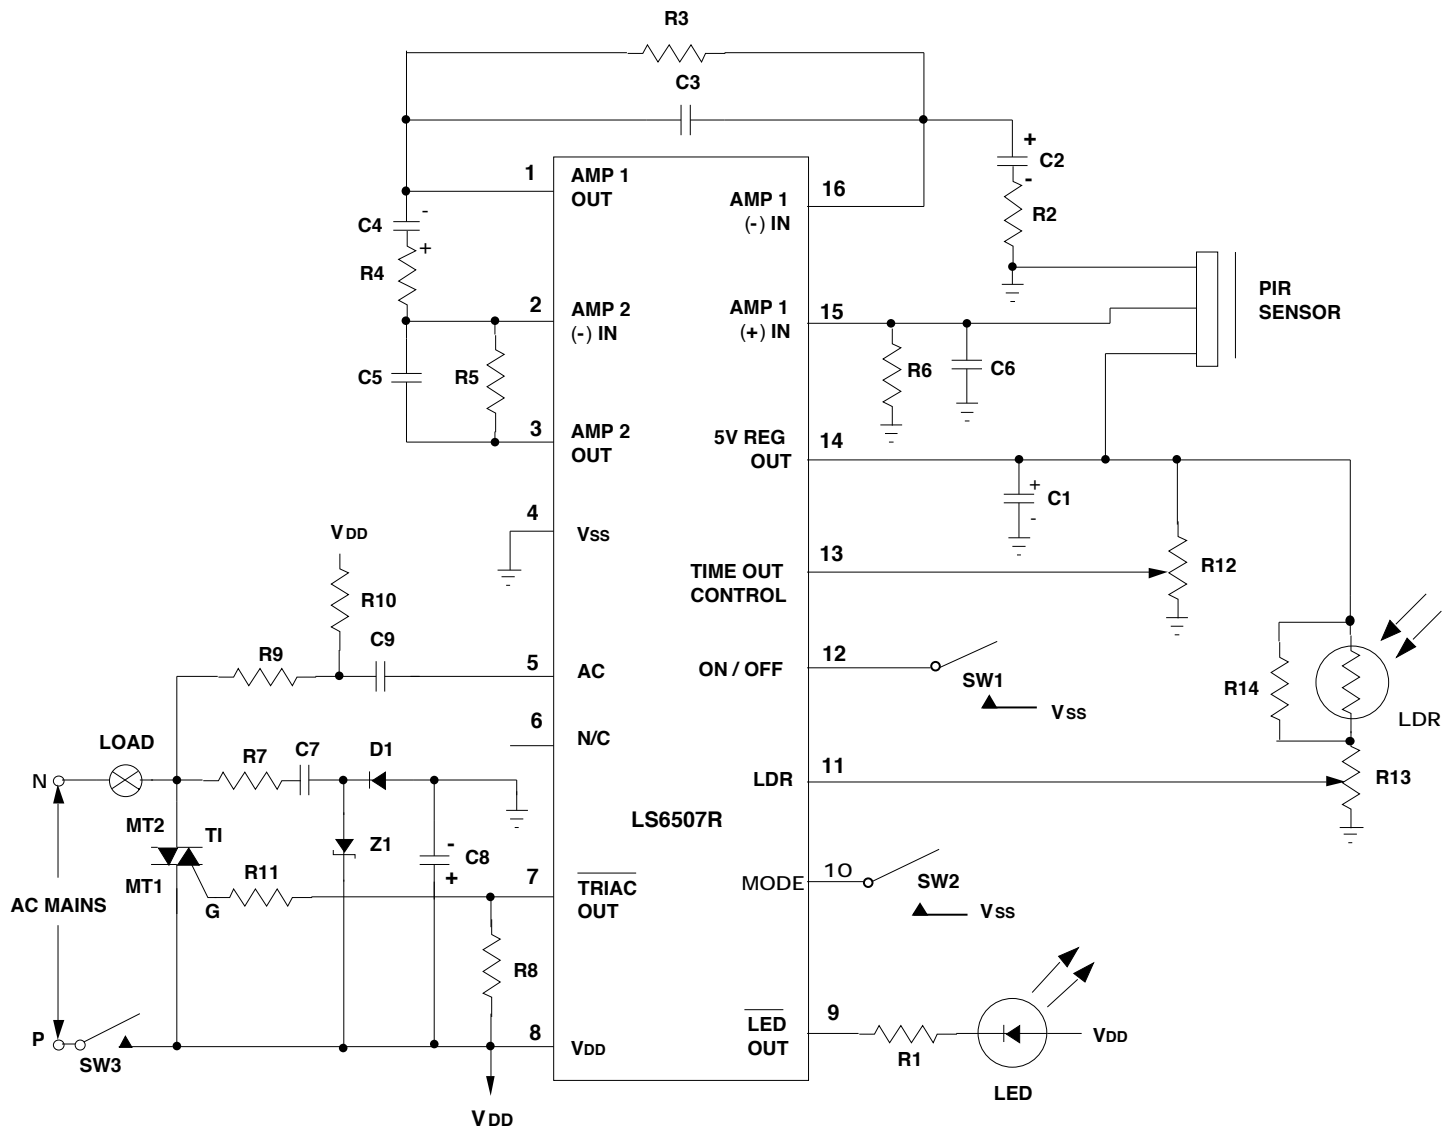 R3
C3
+
C2
-
R2
1
AMP 1
OUT
16
AMP 1
(-) IN
C4
-
+
R4
2
AMP 2
(-) IN
AMP 1
(+) IN
15
PIR
SENSOR
C5
R5
R6
C6
3
AMP 2
OUT
5V REG
OUT
14
+
C1
-
4
VSS
VDD
R10
13
TIME OUT
CONTROL
R12
R9
C9
5
AC
ON / OFF
12
SW1
VSS
R14
LDR
6
N/C
LOAD
R7
C7
D1
N
LDR
11
R13
MT2
TI
Z1
-
C8
+
LS6507R
MT1
R11
G
AC MAINS
7
TRIAC
OUT
MODE
10
SW2
VSS
R8
P
SW3
8
VDD
VDD
LED
OUT
9
R1
VDD
LED